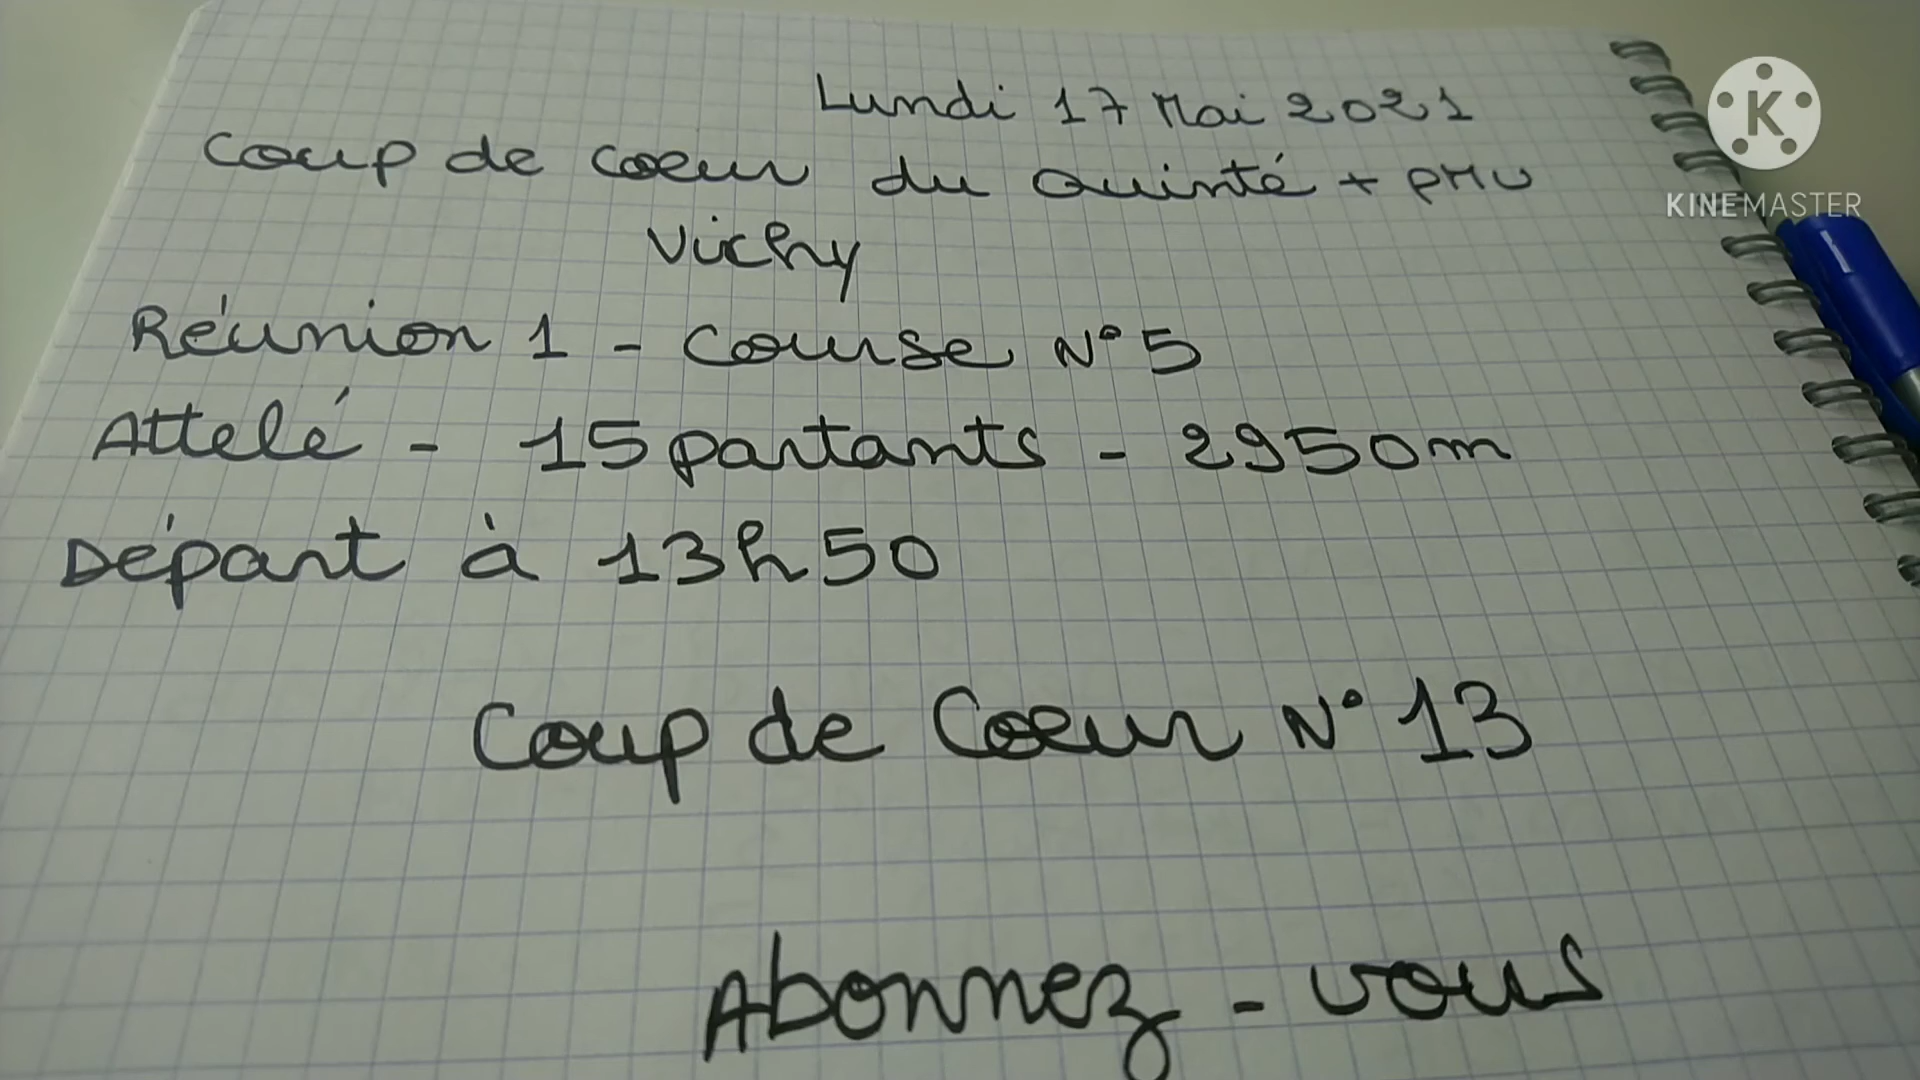 Lundi 17 Mai 2021
Coup de coeur du Quinté + PMU
Vichy
Réunion 1 - Course N°5
Attelé - 15 partants - 2950m
Départ à 13h50
Coup de Coeur N° 13
Abonnez-vous
K
KINEMASTER